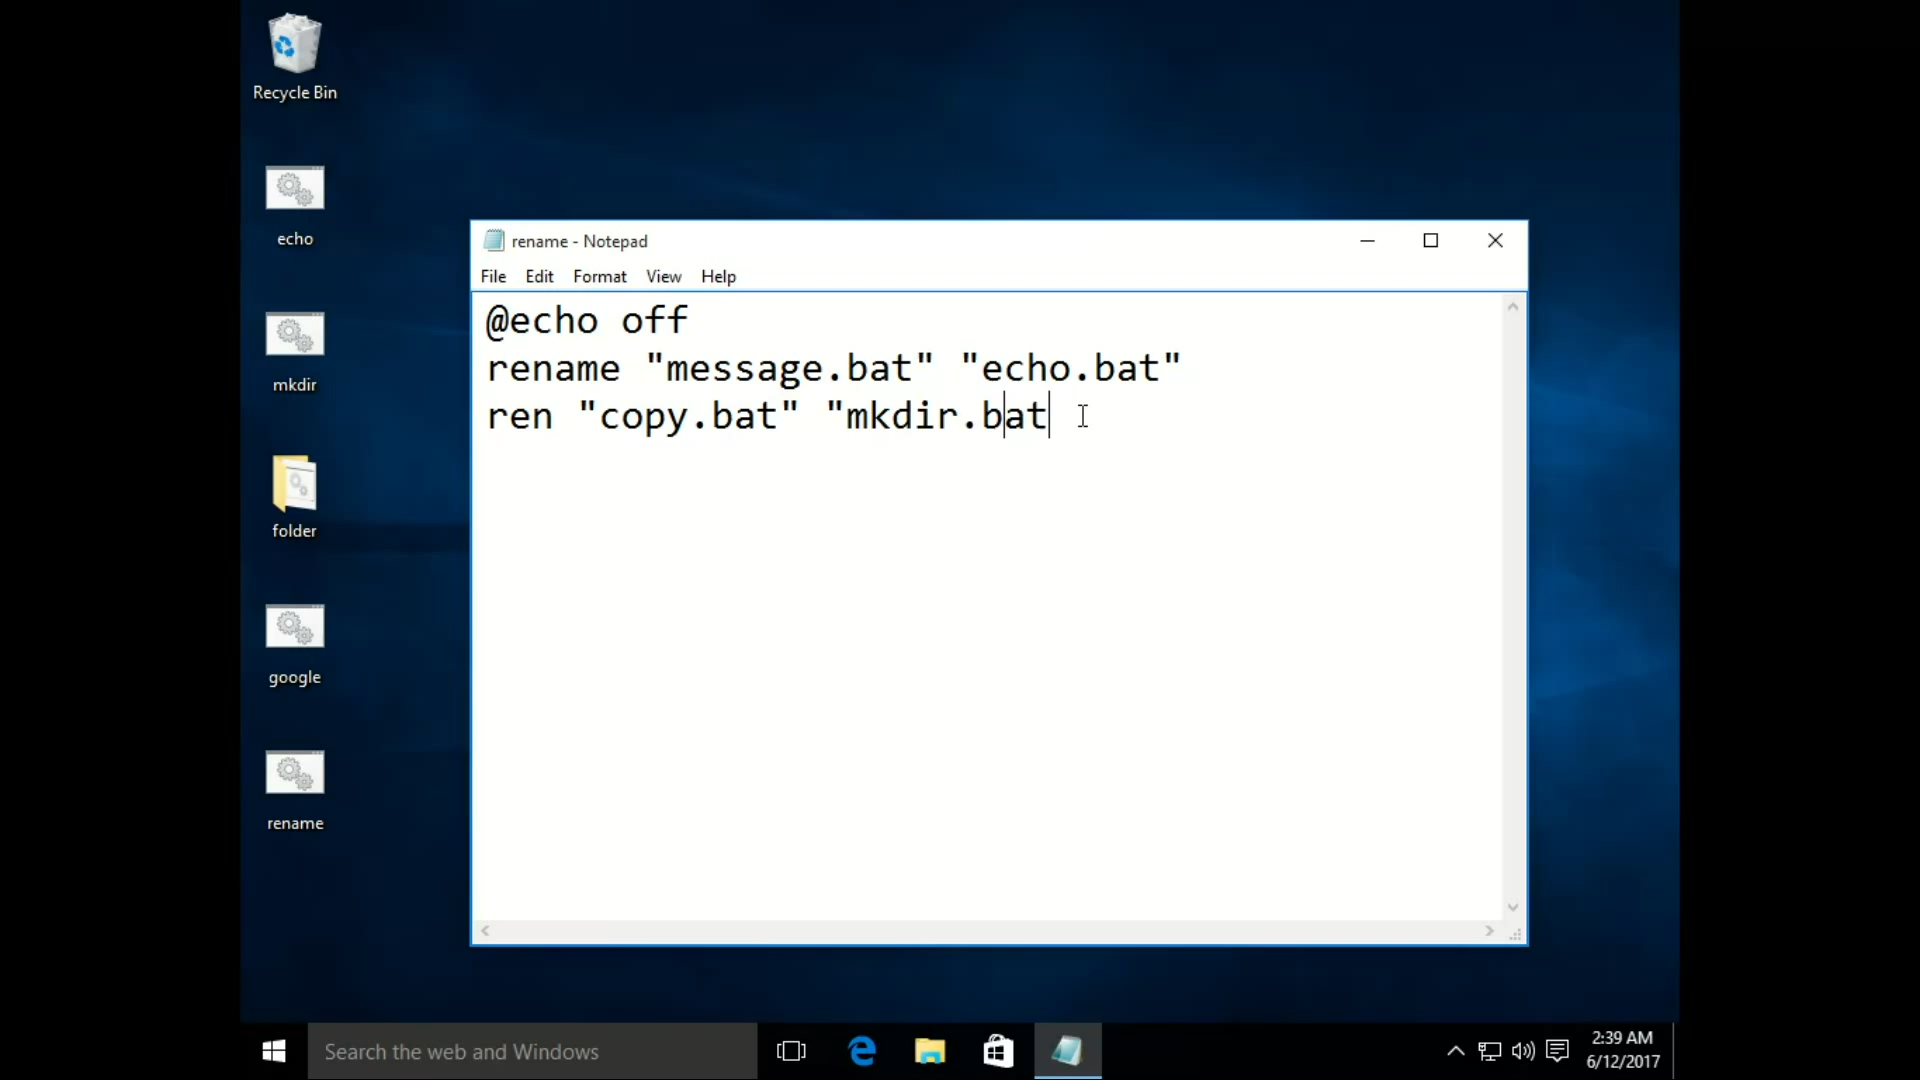 Recycle Bin
echo
mkdir
folder
google
rename
rename - Notepad
File Edit Format View Help
@echo off
rename "message.bat" "echo.bat"
ren "copy.bat" "mkdir.bat
Search the web and Windows
2:39 AM
6/12/2017